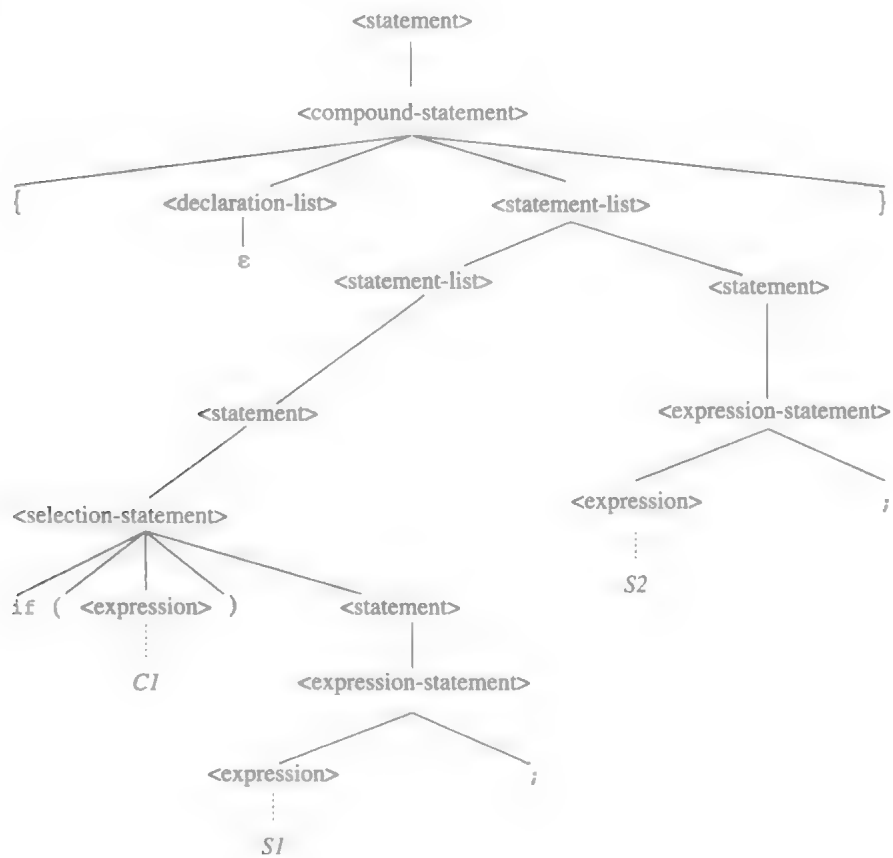 <statement>
<compound-statement>
{ <declaration-list> <statement-list> }
ε
<statement-list> <statement>
<statement> <expression-statement>
<expression> ;
<selection-statement>
S2
if ( <expression> ) <statement>
C1 <expression-statement>
<expression> ;
S1